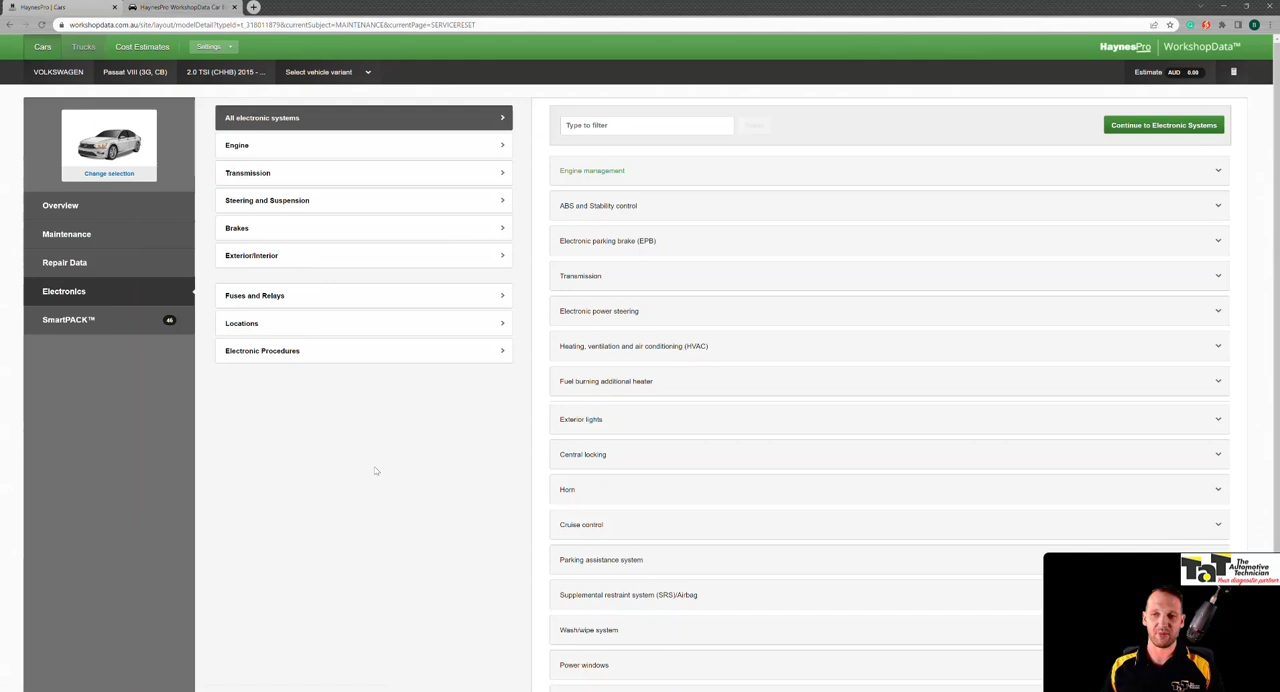 HaynesPro | Cars
HaynesPro WorkshopData Car E
workshopdata.com.au/site/layout/modelDetail?typeId=t_318011879&currentSubject=MAINTENANCE&currentPage=SERVICERESET
Cars
Trucks
Cost Estimates
Settings
HaynesPro | WorkshopData™
VOLKSWAGEN
Passat VIII (3G, CB)
2.0 TSI (CHHB) 2015 - ...
Select vehicle variant
Estimate AUD 0.00
Change selection
Overview
Maintenance
Repair Data
Electronics
SmartPACK™ 46
All electronic systems
Engine
Transmission
Steering and Suspension
Brakes
Exterior/Interior
Fuses and Relays
Locations
Electronic Procedures
Type to filter
Continue to Electronic Systems
Engine management
ABS and Stability control
Electronic parking brake (EPB)
Transmission
Electronic power steering
Heating, ventilation and air conditioning (HVAC)
Fuel burning additional heater
Exterior lights
Central locking
Horn
Cruise control
Parking assistance system
Supplemental restraint system (SRS)/Airbag
Wash/wipe system
Power windows
TaT
The
Automotive
Technician
Your diagnostic partner
TaT